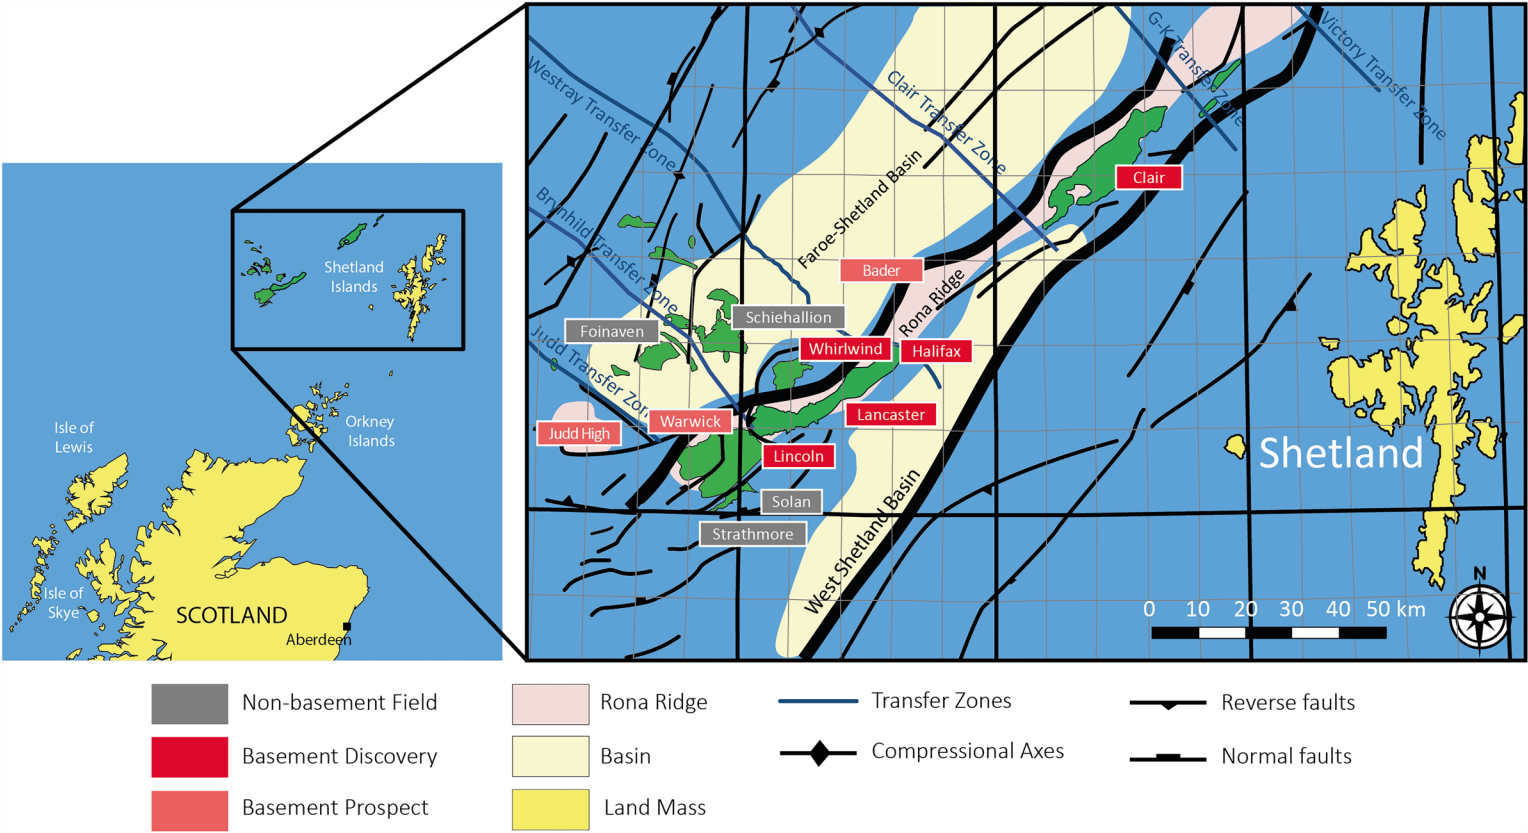 Westray Transfer Zone
Clair Transfer Zone
G-K Transfer Zone
Victory Transfer Zone
Brynhild Transfer Zone
Judd Transfer Zone
Faroe-Shetland Basin
Rona Ridge
West Shetland Basin
Clair
Bader
Schiehallion
Foinaven
Whirlwind
Halifax
Lancaster
Warwick
Judd High
Lincoln
Solan
Strathmore
Shetland
N
0 10 20 30 40 50 km
Shetland
Islands
Orkney
Islands
Isle of
Lewis
Isle of
Skye
SCOTLAND
Aberdeen
Non-basement Field
Rona Ridge
Transfer Zones
Reverse faults
Basement Discovery
Basin
Compressional Axes
Normal faults
Basement Prospect
Land Mass